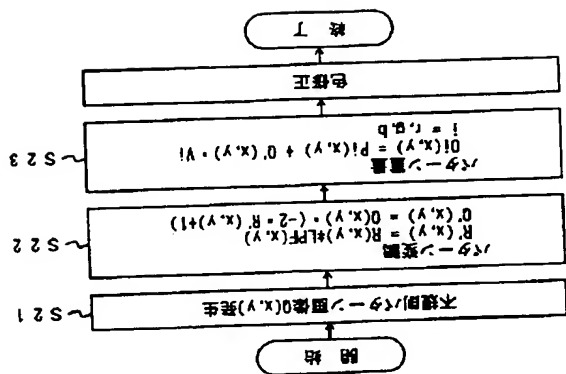 開始
不規則パターン画像Q(x,y)発生
S21
パターン変調
R'(x,y) = R(x,y)‡LPF(x,y)
Q'(x,y) = Q(x,y)*(-2*R'(x,y)+1)
S22
パターン重畳
Oi(x,y) = Pi(x,y) + Q'(x,y)*Vi
i = r,g,b
S23
色修正
終了